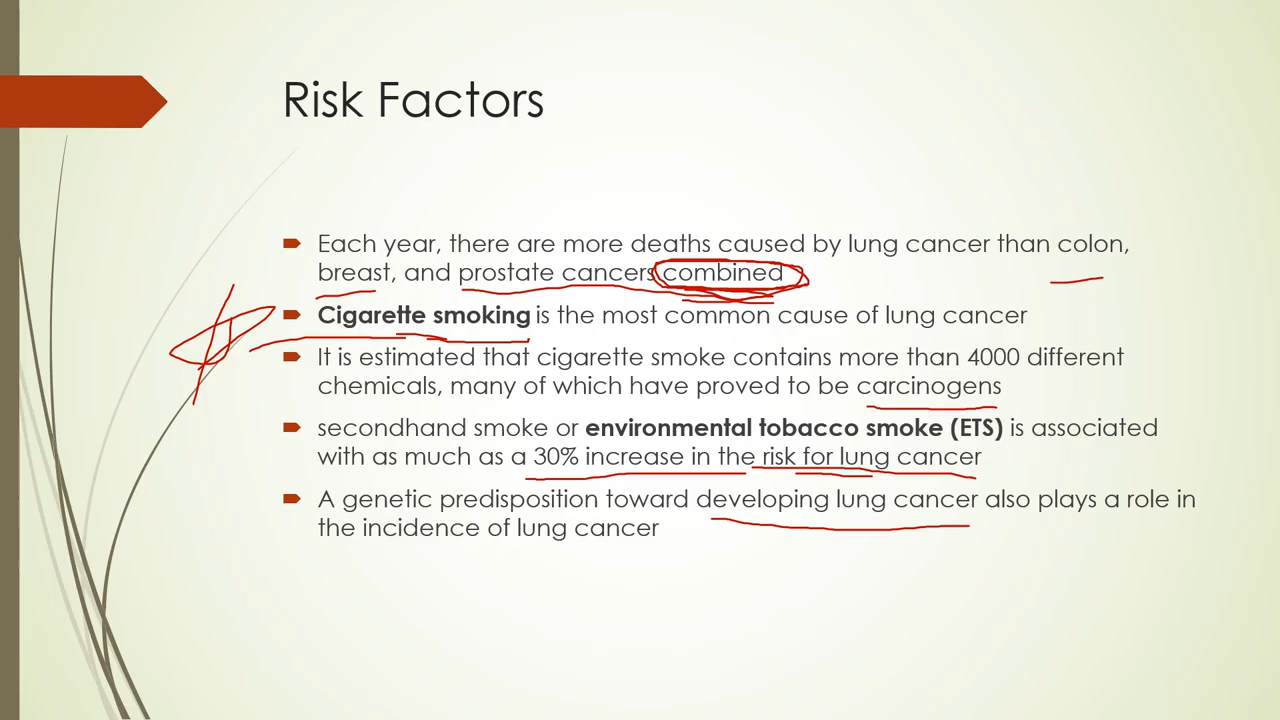 Risk Factors
Each year, there are more deaths caused by lung cancer than colon,
breast, and prostate cancers combined
Cigarette smoking is the most common cause of lung cancer
It is estimated that cigarette smoke contains more than 4000 different
chemicals, many of which have proved to be carcinogens
secondhand smoke or environmental tobacco smoke (ETS) is associated
with as much as a 30% increase in the risk for lung cancer
A genetic predisposition toward developing lung cancer also plays a role in
the incidence of lung cancer